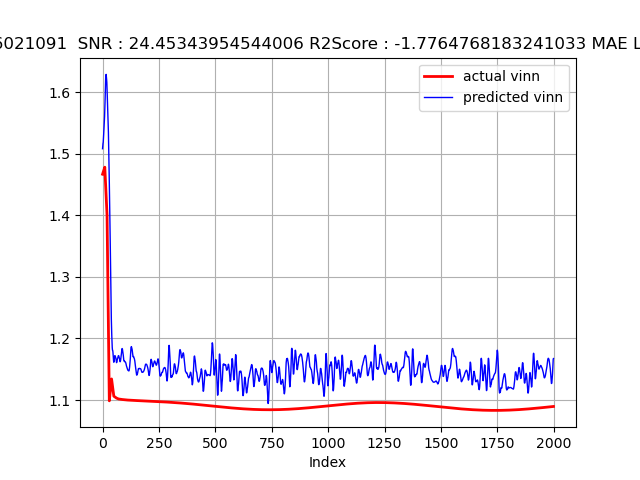 5021091 SNR : 24.45343954544006 R2Score : -1.7764768183241033 MAE L
actual vinn
predicted vinn
1.6
1.5
1.4
1.3
1.2
1.1
0 250 500 750 1000 1250 1500 1750 2000
Index